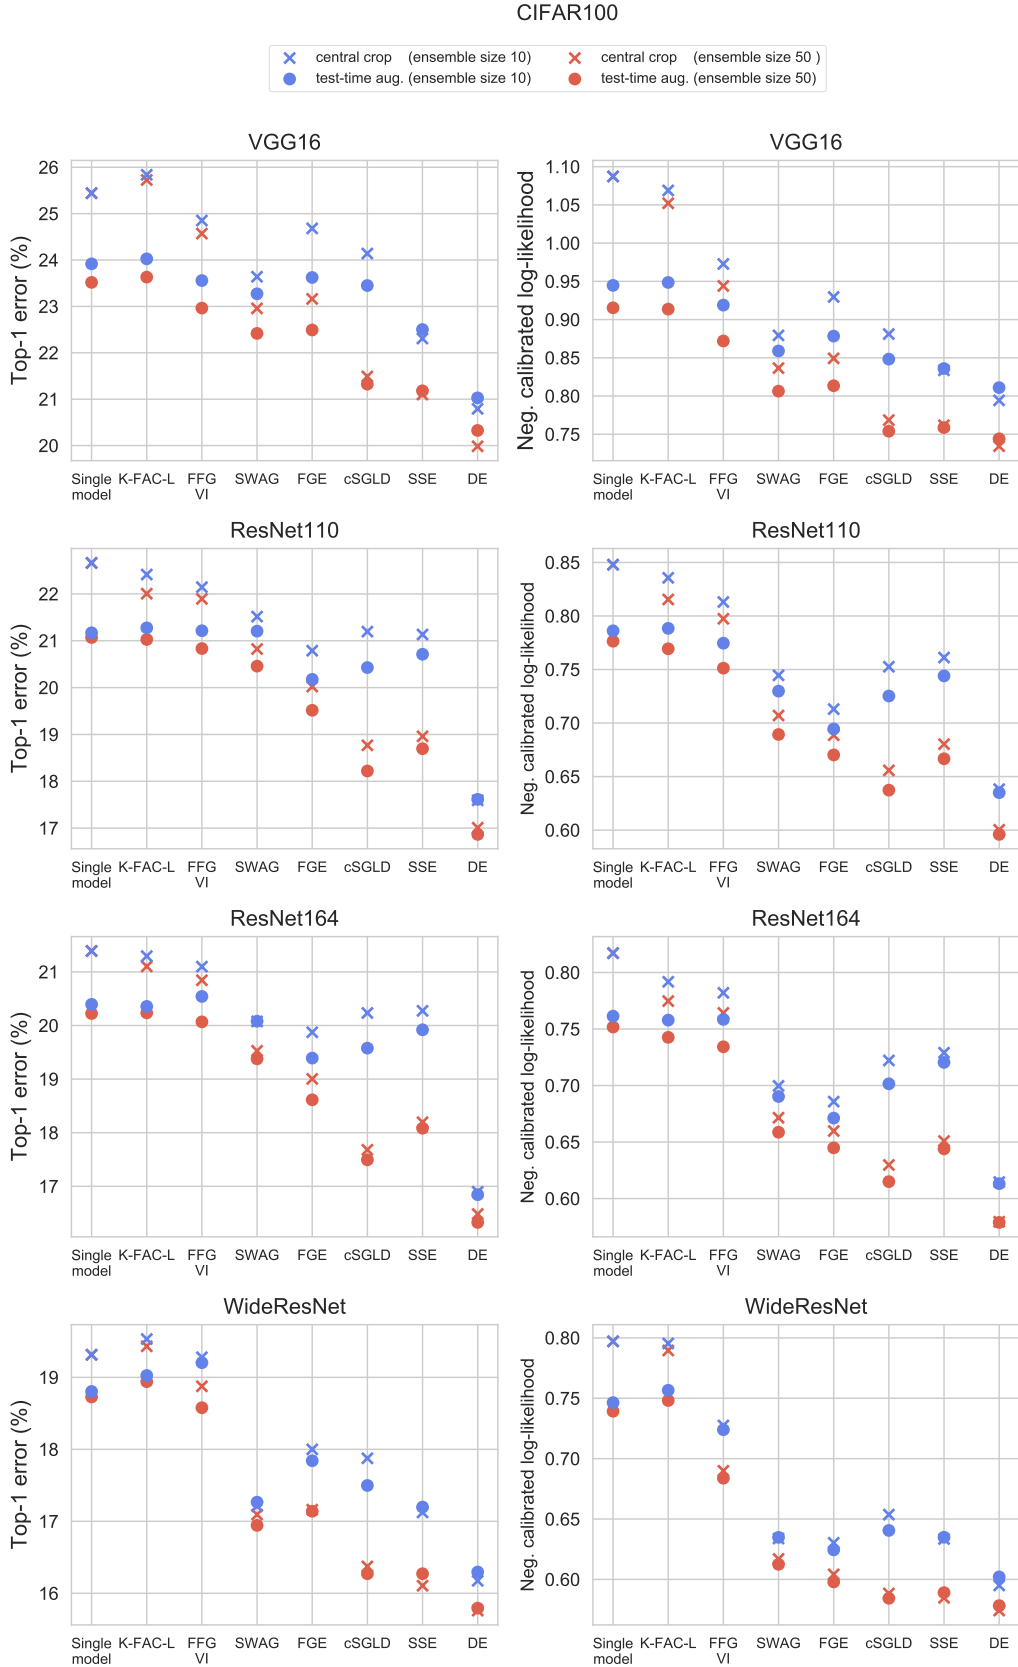 CIFAR100
central crop (ensemble size 10)
central crop (ensemble size 50 )
test-time aug. (ensemble size 10)
test-time aug. (ensemble size 50)
VGG16
Top-1 error (%)
26
25
24
23
22
21
20
Single model
K-FAC-L
FFG VI
SWAG
FGE
cSGLD
SSE
DE
VGG16
Neg. calibrated log-likelihood
1.10
1.05
1.00
0.95
0.90
0.85
0.80
0.75
Single model
K-FAC-L
FFG VI
SWAG
FGE
cSGLD
SSE
DE
ResNet110
Top-1 error (%)
22
21
20
19
18
17
Single model
K-FAC-L
FFG VI
SWAG
FGE
cSGLD
SSE
DE
ResNet110
Neg. calibrated log-likelihood
0.85
0.80
0.75
0.70
0.65
0.60
Single model
K-FAC-L
FFG VI
SWAG
FGE
cSGLD
SSE
DE
ResNet164
Top-1 error (%)
21
20
19
18
17
Single model
K-FAC-L
FFG VI
SWAG
FGE
cSGLD
SSE
DE
ResNet164
Neg. calibrated log-likelihood
0.80
0.75
0.70
0.65
0.60
Single model
K-FAC-L
FFG VI
SWAG
FGE
cSGLD
SSE
DE
WideResNet
Top-1 error (%)
19
18
17
16
Single model
K-FAC-L
FFG VI
SWAG
FGE
cSGLD
SSE
DE
WideResNet
Neg. calibrated log-likelihood
0.80
0.75
0.70
0.65
0.60
Single model
K-FAC-L
FFG VI
SWAG
FGE
cSGLD
SSE
DE